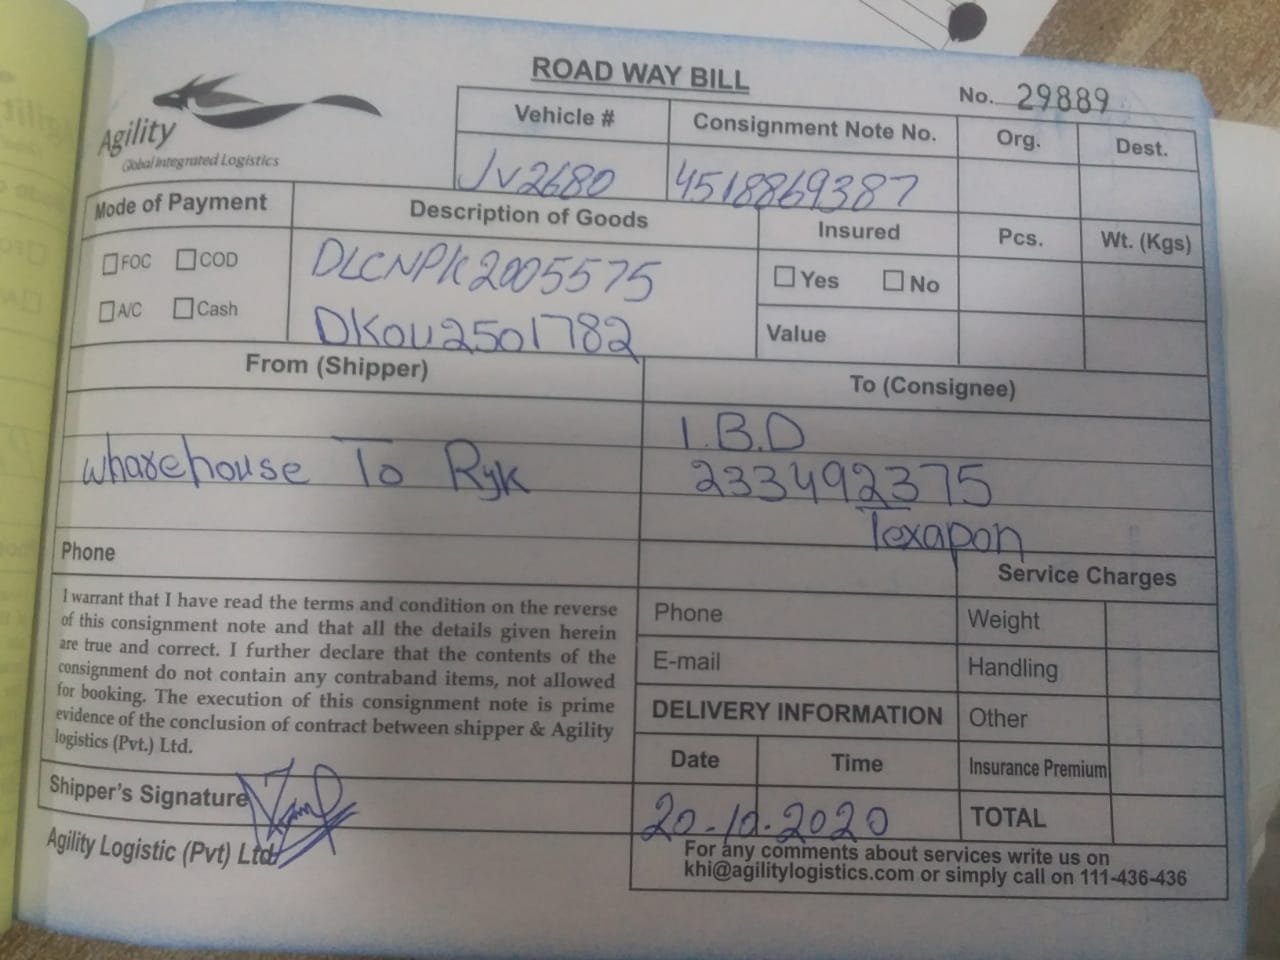 Agility
Global Integrated Logistics
ROAD WAY BILL
No. 29889
Vehicle #
Consignment Note No.
Org.
Dest.
JV2680
4518869387
Mode of Payment
Description of Goods
Insured
Pcs.
Wt. (Kgs)
FOC
COD
A/C
Cash
DLCNPK2005575
DKOU2501782
Yes
No
Value
From (Shipper)
To (Consignee)
wharehouse To Ryk
I.B.D
233492375
Texapon
Phone
I warrant that I have read the terms and condition on the reverse
of this consignment note and that all the details given herein
are true and correct. I further declare that the contents of the
consignment do not contain any contraband items, not allowed
for booking. The execution of this consignment note is prime
evidence of the conclusion of contract between shipper & Agility
logistics (Pvt.) Ltd.
Shipper's Signature
Agility Logistic (Pvt) Ltd
Phone
E-mail
DELIVERY INFORMATION
Date
Time
20-10-2020
Service Charges
Weight
Handling
Other
Insurance Premium
TOTAL
For any comments about services write us on
khi@agilitylogistics.com or simply call on 111-436-436